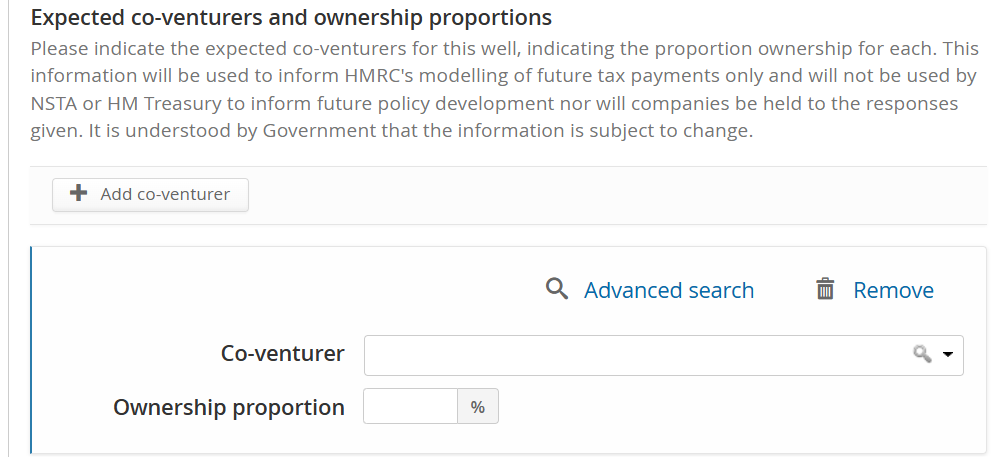 Expected co-venturers and ownership proportions
Please indicate the expected co-venturers for this well, indicating the proportion ownership for each. This
information will be used to inform HMRC's modelling of future tax payments only and will not be used by
NSTA or HM Treasury to inform future policy development nor will companies be held to the responses
given. It is understood by Government that the information is subject to change.
Add co-venturer
Advanced search Remove
Co-venturer
Ownership proportion %